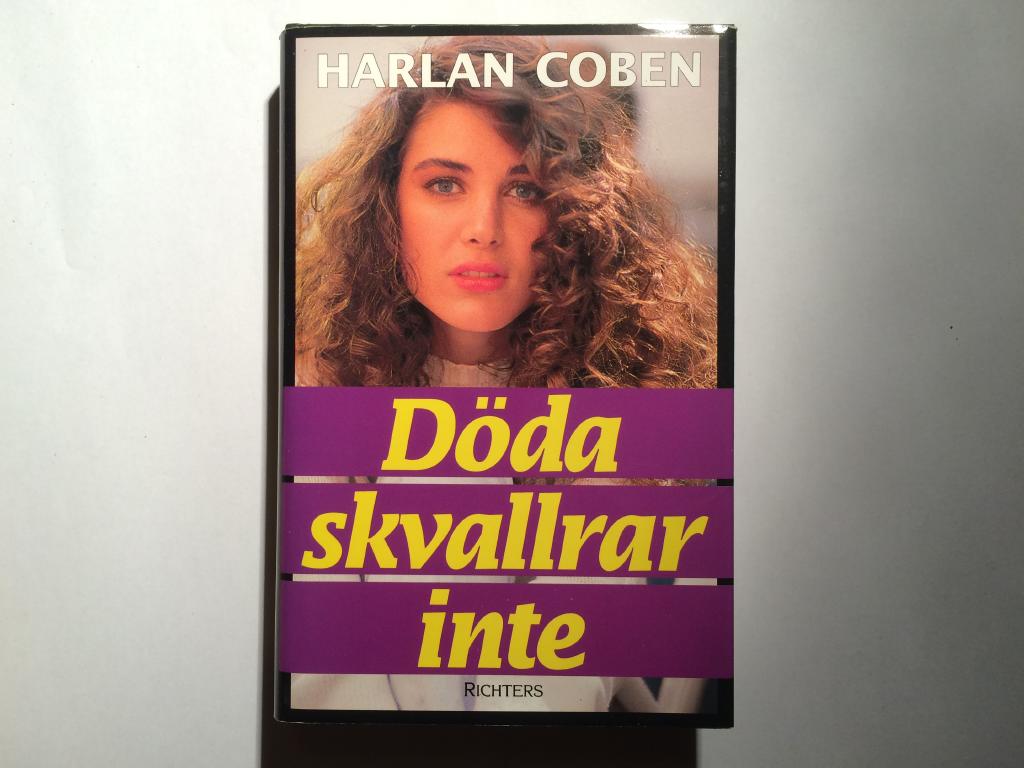 HARLAN COBEN
Döda
skvallrar
inte
RICHTERS